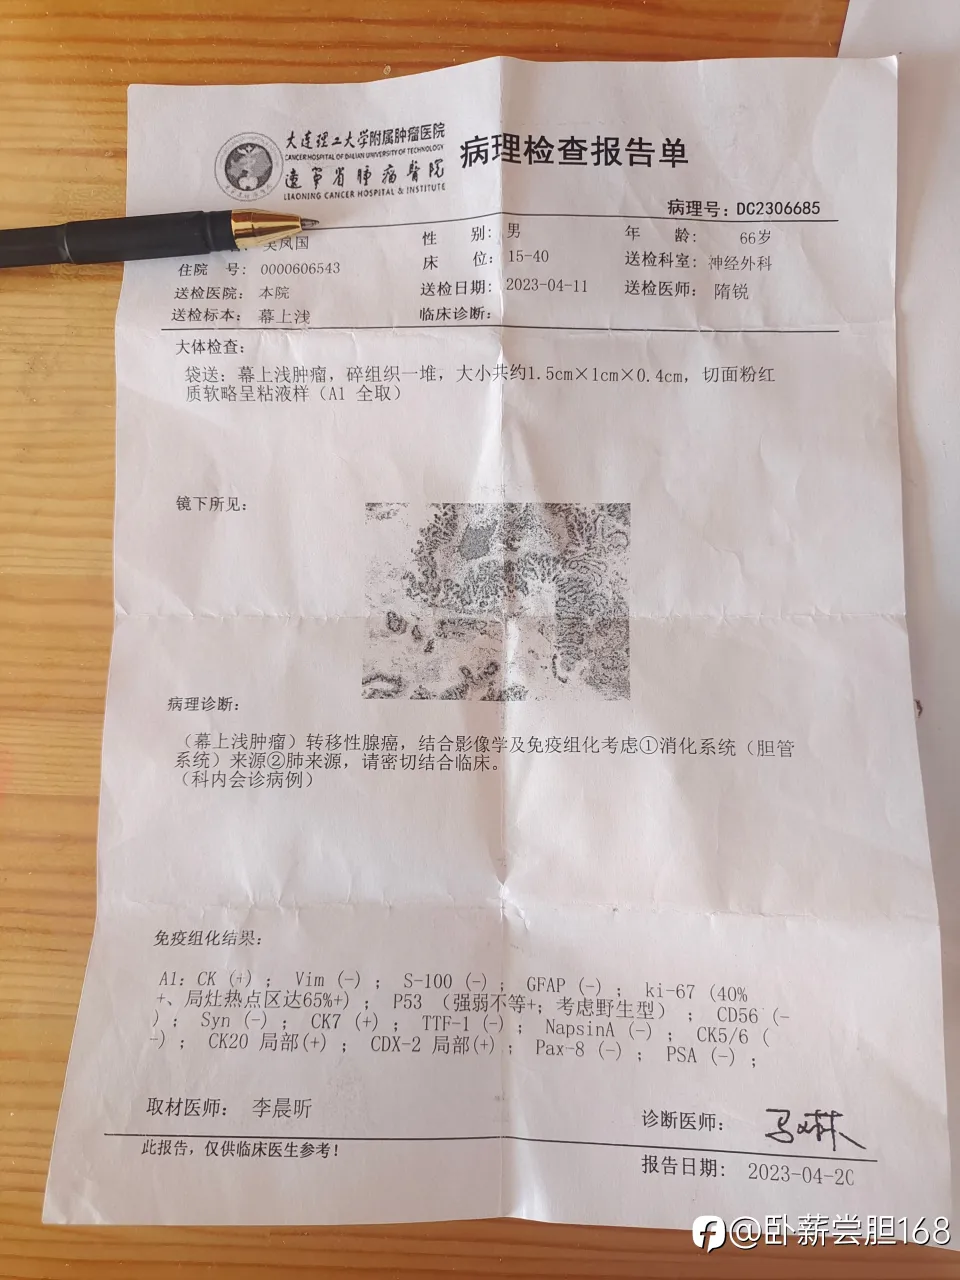 大连理工大学附属肿瘤医院
CANCER HOSPITAL OF DALIAN UNIVERSITY OF TECHNOLOGY
辽宁省肿瘤医院
LIAONING CANCER HOSPITAL & INSTITUTE
病理检查报告单
病理号: DC2306685
吴凤国 性 别: 男 年 龄: 66岁
住院 号: 0000606543 床 位: 15-40 送检科室: 神经外科
送检医院: 本院 送检日期: 2023-04-11 送检医师: 隋锐
送检标本: 幕上浅 临床诊断:
大体检查:
袋送: 幕上浅肿瘤, 碎组织一堆, 大小共约1.5cm×1cm×0.4cm, 切面粉红
质软略呈粘液样 (A1 全取)
镜下所见:
病理诊断:
(幕上浅肿瘤) 转移性腺癌, 结合影像学及免疫组化考虑①消化系统 (胆管
系统) 来源②肺来源, 请密切结合临床。
(科内会诊病例)
免疫组化结果:
A1: CK (+) ; Vim (-) ; S-100 (-) ; GFAP (-) ; ki-67 (40%
+、局灶热点区达65%+) ; P53 (强弱不等+; 考虑野生型) ; CD56 (-
) ; Syn (-) ; CK7 (+) ; TTF-1 (-) ; NapsinA (-) ; CK5/6 (
-) ; CK20 局部(+) ; CDX-2 局部(+) ; Pax-8 (-) ; PSA (-) ;
取材医师: 李晨昕
诊断医师: 马琳
此报告, 仅供临床医生参考!
报告日期: 2023-04-20
@卧薪尝胆168